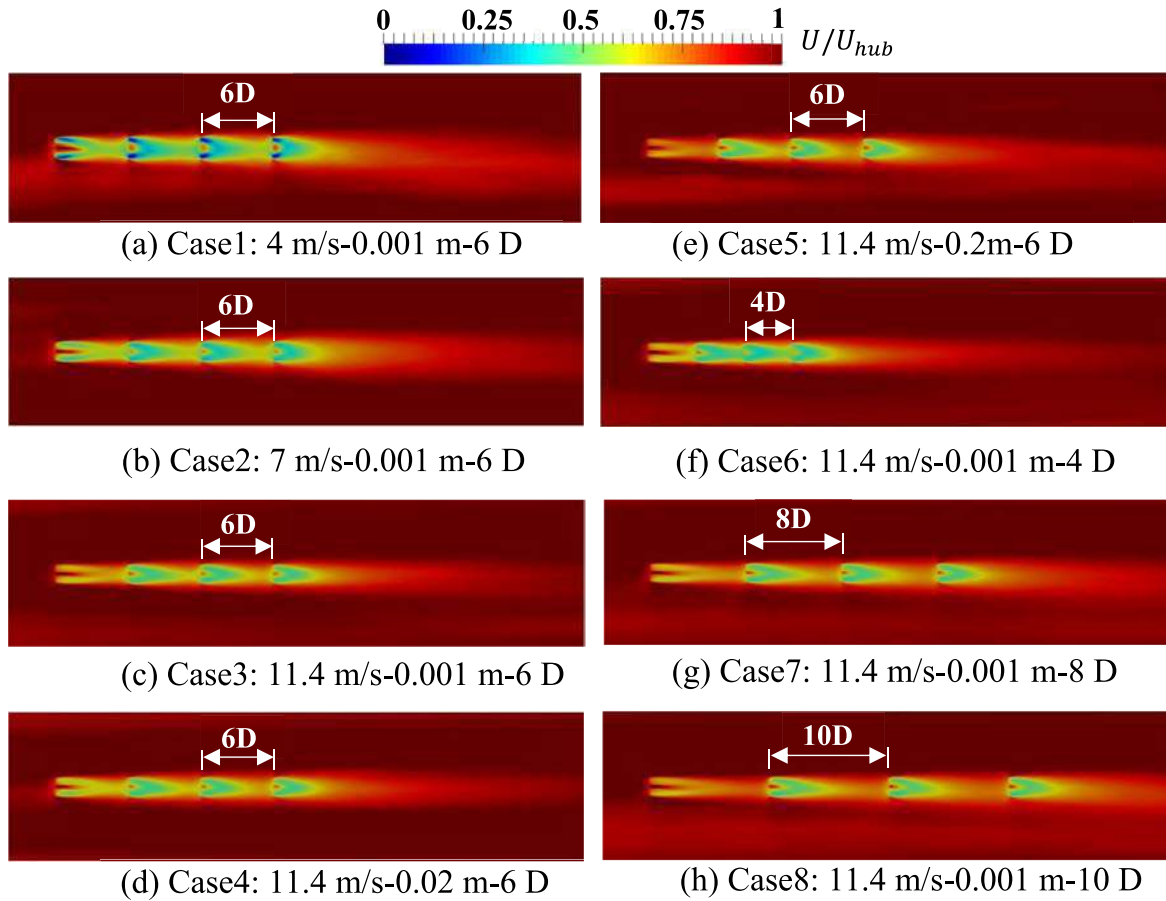 0 0.25 0.5 0.75 1 U/U_hub
6D
(a) Case1: 4 m/s-0.001 m-6 D
6D
(e) Case5: 11.4 m/s-0.2m-6 D
6D
(b) Case2: 7 m/s-0.001 m-6 D
4D
(f) Case6: 11.4 m/s-0.001 m-4 D
6D
(c) Case3: 11.4 m/s-0.001 m-6 D
8D
(g) Case7: 11.4 m/s-0.001 m-8 D
6D
(d) Case4: 11.4 m/s-0.02 m-6 D
10D
(h) Case8: 11.4 m/s-0.001 m-10 D